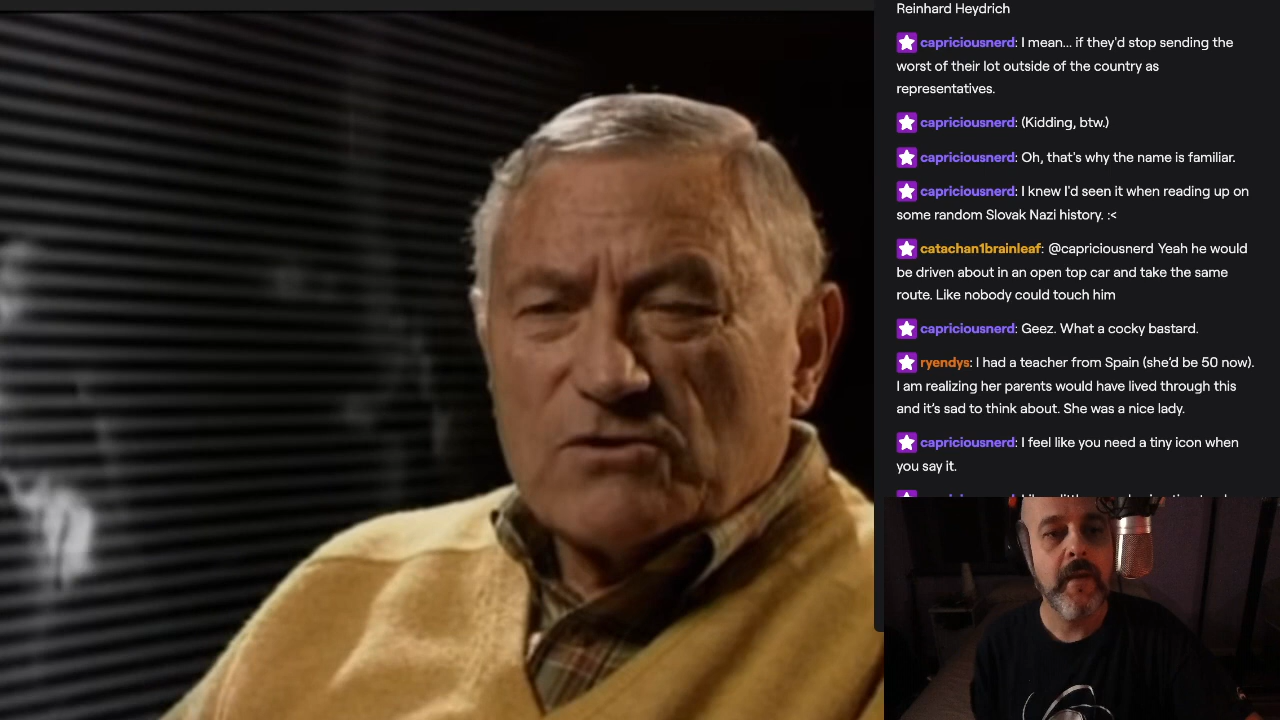 Reinhard Heydrich
capriciousnerd: I mean... if they'd stop sending the
worst of their lot outside of the country as
representatives.
capriciousnerd: (Kidding, btw.)
capriciousnerd: Oh, that's why the name is familiar.
capriciousnerd: I knew I'd seen it when reading up on
some random Slovak Nazi history. :<
catachan1brainleaf: @capriciousnerd Yeah he would
be driven about in an open top car and take the same
route. Like nobody could touch him
capriciousnerd: Geez. What a cocky bastard.
ryendys: I had a teacher from Spain (she'd be 50 now).
I am realizing her parents would have lived through this
and it's sad to think about. She was a nice lady.
capriciousnerd: I feel like you need a tiny icon when
you say it.